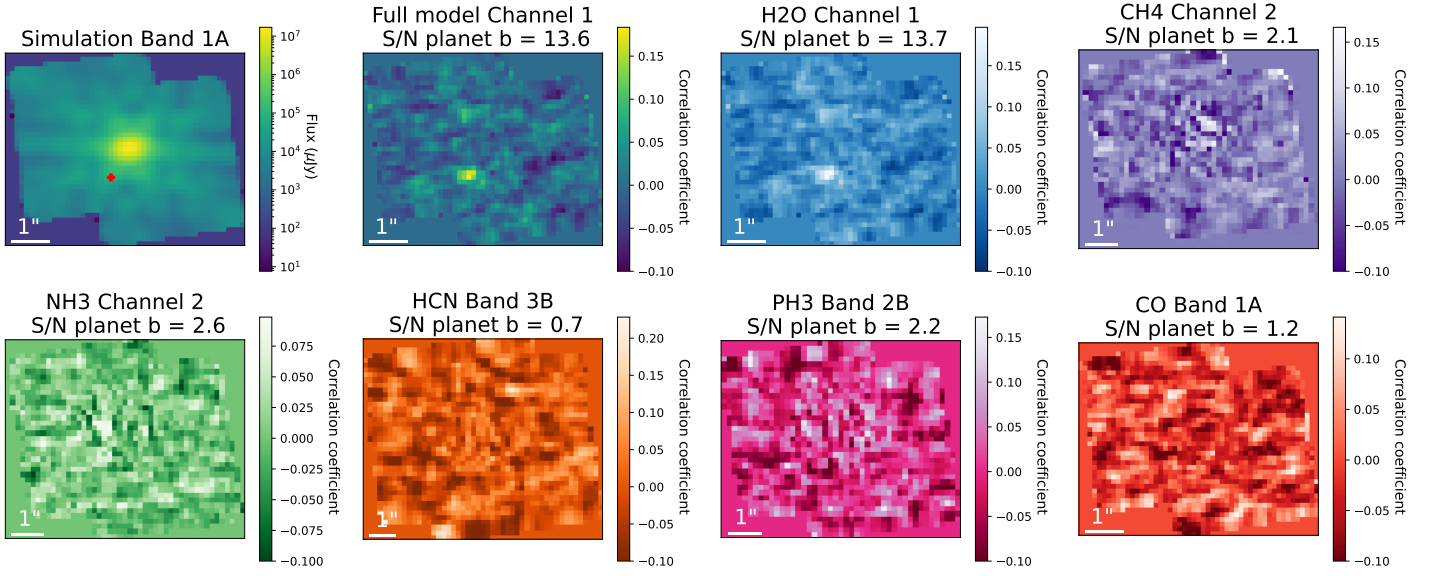 Simulation Band 1A
1"
10⁷
10⁶
10⁵
10⁴
10³
10²
10¹
Flux (μJy)
Full model Channel 1
S/N planet b = 13.6
1"
0.15
0.10
0.05
0.00
−0.05
−0.10
Correlation coefficient
H2O Channel 1
S/N planet b = 13.7
1"
0.15
0.10
0.05
0.00
−0.05
−0.10
Correlation coefficient
CH4 Channel 2
S/N planet b = 2.1
1"
0.15
0.10
0.05
0.00
−0.05
−0.10
Correlation coefficient
NH3 Channel 2
S/N planet b = 2.6
1"
0.075
0.050
0.025
0.000
−0.025
−0.050
−0.075
−0.100
Correlation coefficient
HCN Band 3B
S/N planet b = 0.7
1"
0.20
0.15
0.10
0.05
0.00
−0.05
−0.10
Correlation coefficient
PH3 Band 2B
S/N planet b = 2.2
1"
0.15
0.10
0.05
0.00
−0.05
−0.10
Correlation coefficient
CO Band 1A
S/N planet b = 1.2
1"
0.10
0.05
0.00
−0.05
−0.10
Correlation coefficient